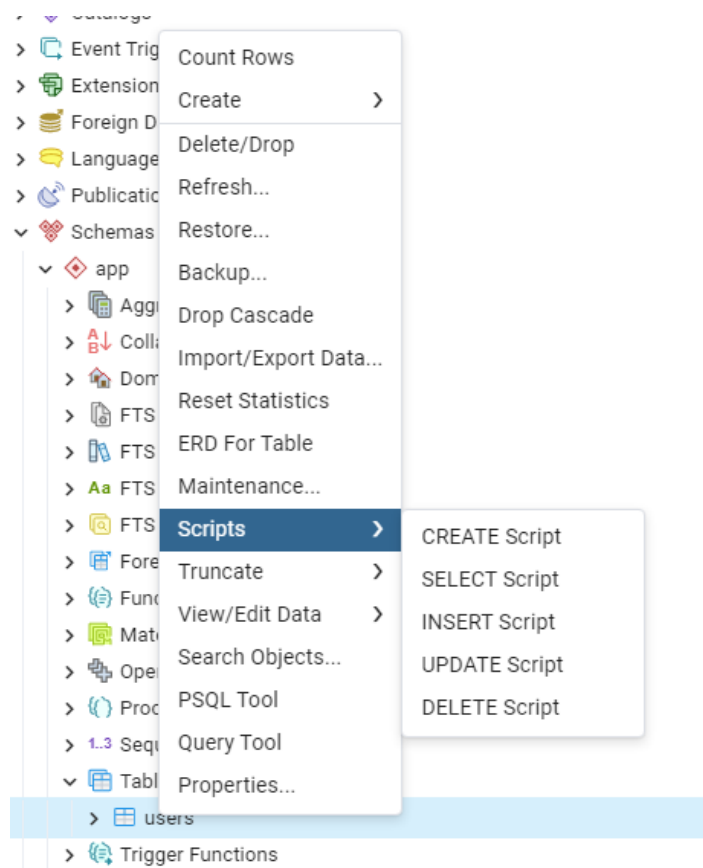 Event Trig
Extension
Foreign D
Language
Publicatio
Schemas
app
Aggr
A
B
Colla
Dom
FTS
FTS
Aa FTS
FTS
Fore
Func
Mate
Oper
Proc
1..3 Sequ
Tabl
users
Trigger Functions
Count Rows
Create
Delete/Drop
Refresh...
Restore...
Backup...
Drop Cascade
Import/Export Data...
Reset Statistics
ERD For Table
Maintenance...
Scripts
Truncate
View/Edit Data
Search Objects...
PSQL Tool
Query Tool
Properties...
CREATE Script
SELECT Script
INSERT Script
UPDATE Script
DELETE Script